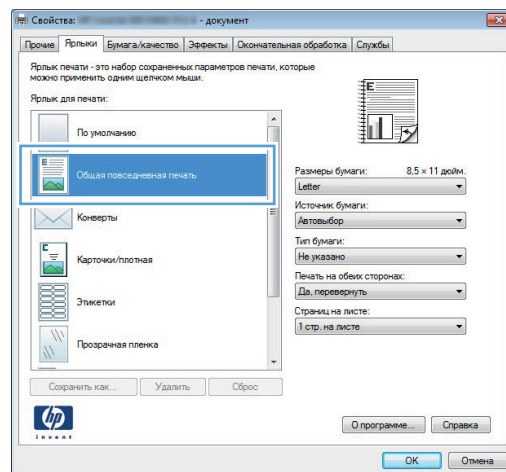 Свойства: - документ
Прочие Ярлыки Бумага/качество Эффекты Окончательная обработка Службы
Ярлык печати - это набор сохраненных параметров печати, которые
можно применить одним щелчком мыши.
Ярлык для печати:
По умолчанию
Общая повседневная печать
Конверты
Карточки/плотная
Этикетки
Прозрачная пленка
Сохранить как... Удалить Сброс
E
Размеры бумаги: 8,5 × 11 дюйм.
Letter
Источник бумаги:
Автовыбор
Тип бумаги:
Не указано
Печать на обеих сторонах:
Да, перевернуть
Страниц на листе:
1 стр. на листе
hp
invent
О программе... Справка
OK Отмена